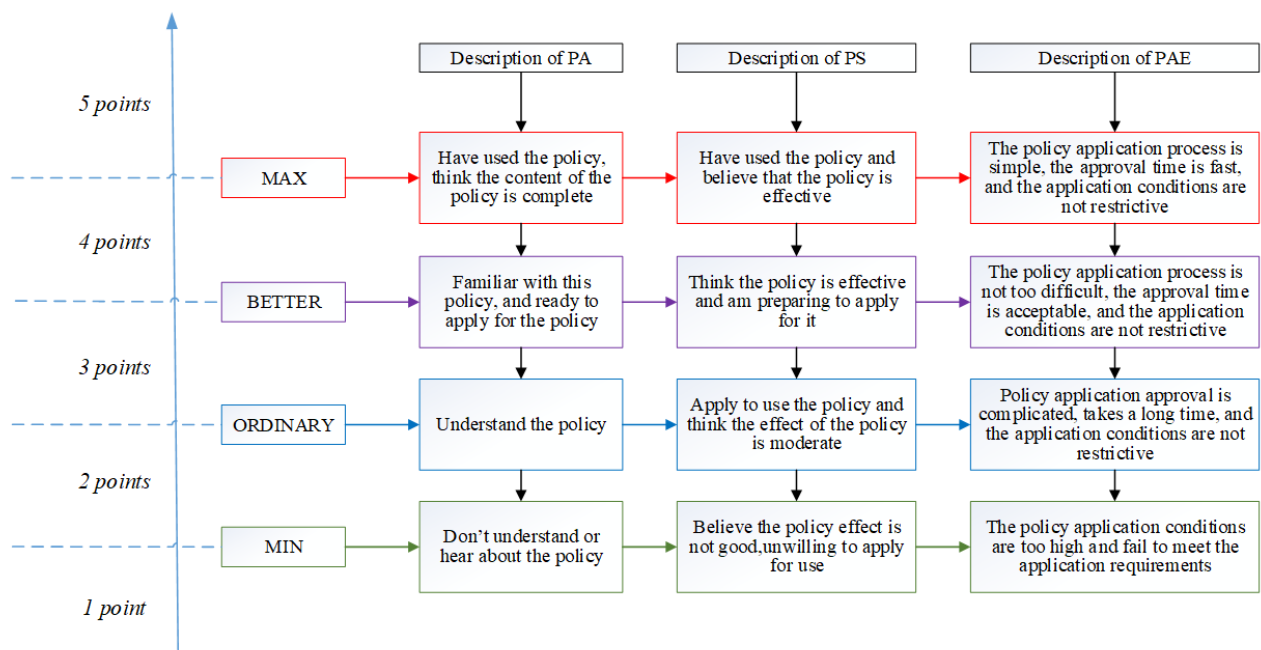 Description of PA
Description of PS
Description of PAE
5 points
MAX
Have used the policy,
think the content of the
policy is complete
Have used the policy and
believe that the policy is
effective
The policy application process is
simple, the approval time is fast,
and the application conditions are
not restrictive
4 points
BETTER
Familiar with this
policy, and ready to
apply for the policy
Think the policy is effective
and am preparing to apply
for it
The policy application process is
not too difficult, the approval time
is acceptable, and the application
conditions are not restrictive
3 points
ORDINARY
Understand the policy
Apply to use the policy and
think the effect of the policy
is moderate
Policy application approval is
complicated, takes a long time, and
the application conditions are not
restrictive
2 points
MIN
Don’t understand or
hear about the policy
Believe the policy effect is
not good,unwilling to apply
for use
The policy application conditions
are too high and fail to meet the
application requirements
1 point